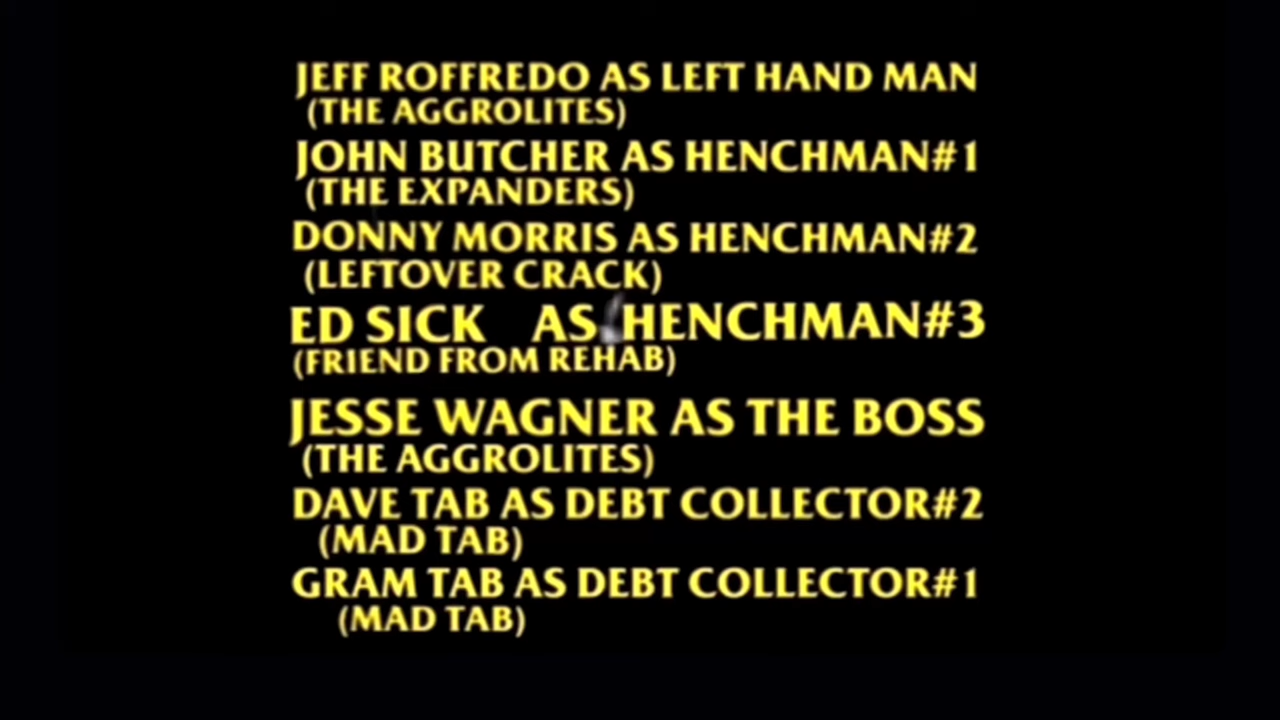 JEFF ROFFREDO AS LEFT HAND MAN
(THE AGGROLITES)
JOHN BUTCHER AS HENCHMAN#1
(THE EXPANDERS)
DONNY MORRIS AS HENCHMAN#2
(LEFTOVER CRACK)
ED SICK AS HENCHMAN#3
(FRIEND FROM REHAB)
JESSE WAGNER AS THE BOSS
(THE AGGROLITES)
DAVE TAB AS DEBT COLLECTOR#2
(MAD TAB)
GRAM TAB AS DEBT COLLECTOR#1
(MAD TAB)